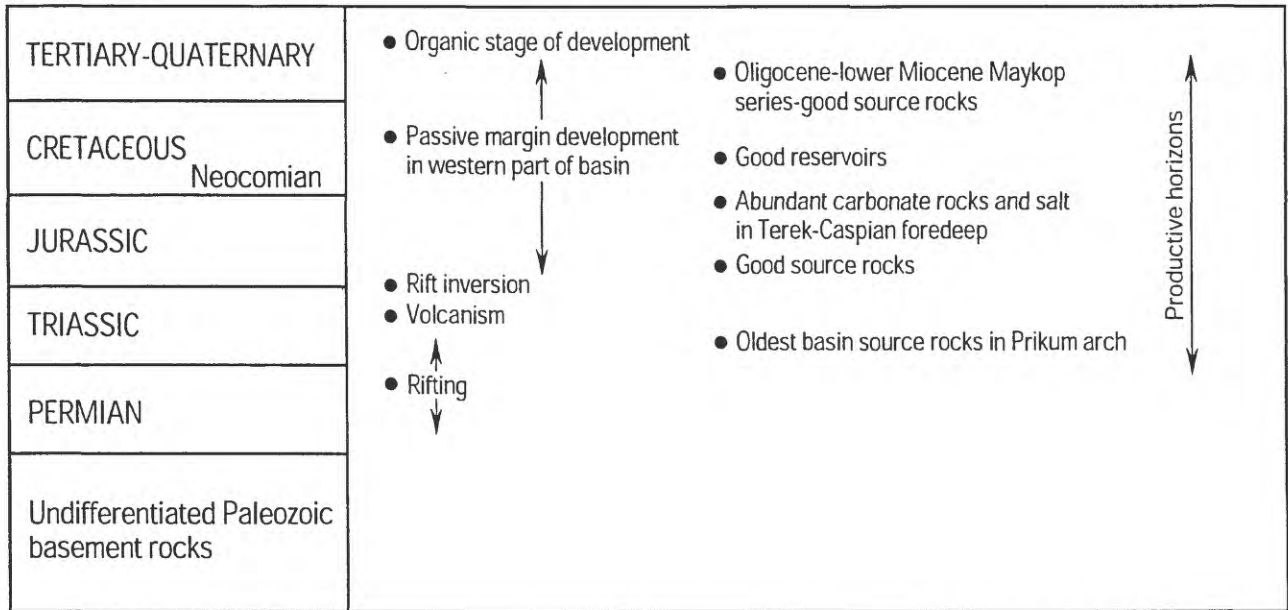 TERTIARY-QUATERNARY
CRETACEOUS
Neocomian
JURASSIC
TRIASSIC
PERMIAN
Undifferentiated Paleozoic
basement rocks
● Organic stage of development
● Passive margin development
in western part of basin
● Rift inversion
● Volcanism
● Rifting
● Oligocene-lower Miocene Maykop
series-good source rocks
● Good reservoirs
● Abundant carbonate rocks and salt
in Terek-Caspian foredeep
● Good source rocks
● Oldest basin source rocks in Prikum arch
Productive horizons